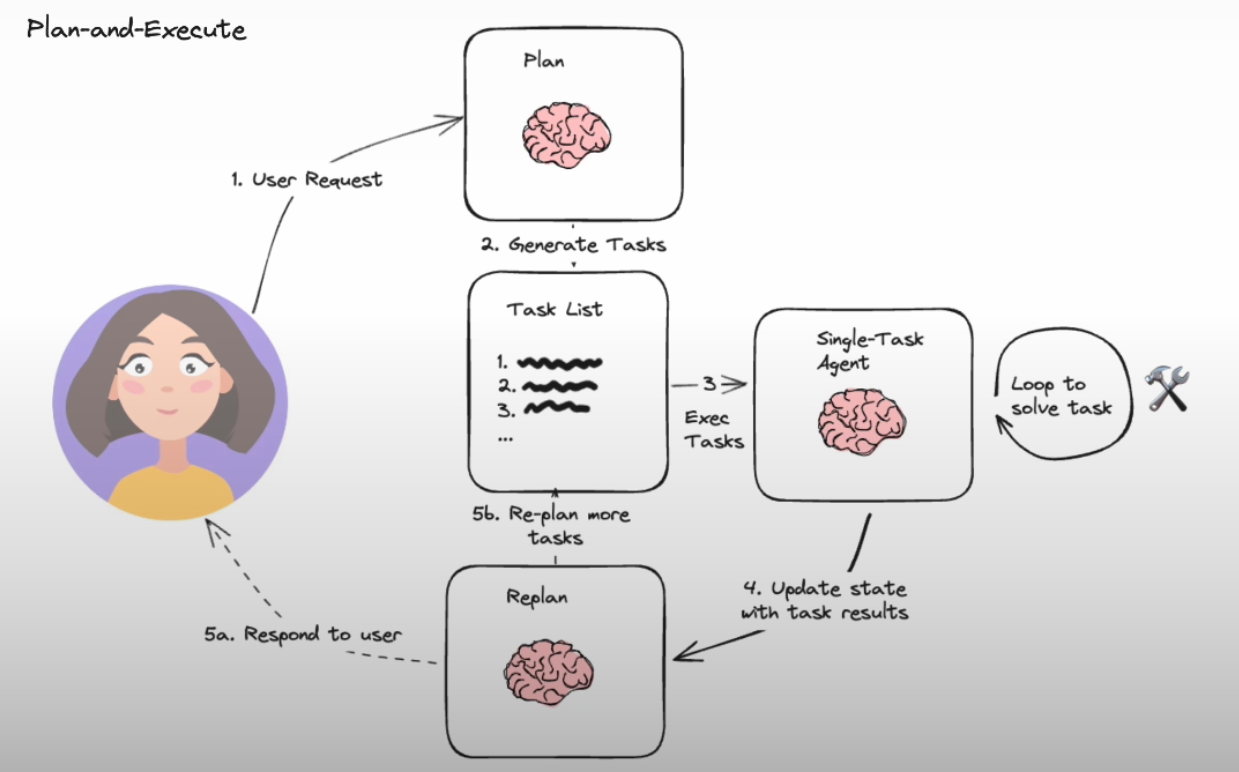 Plan-and-Execute
Plan
1. User Request
2. Generate Tasks
Task List
1.
2.
3.
...
3
Exec
Tasks
Single-Task
Agent
Loop to
solve task
5b. Re-plan more
tasks
4. Update state
with task results
Replan
5a. Respond to user